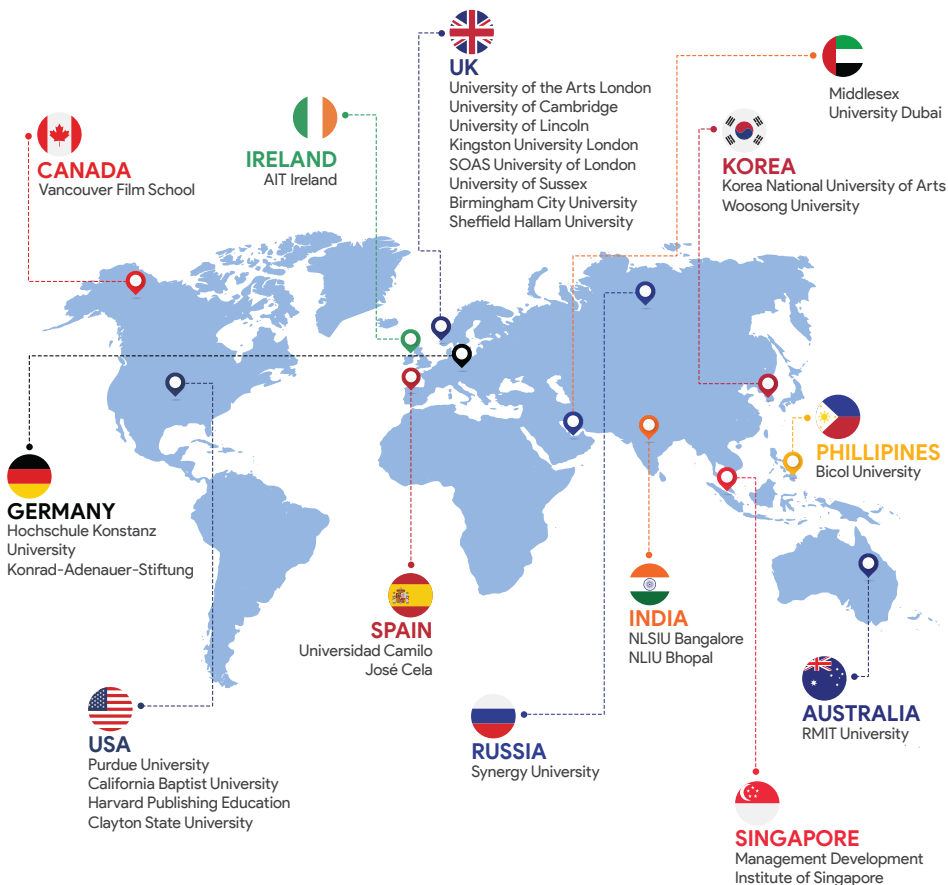 UK
University of the Arts London
University of Cambridge
University of Lincoln
Kingston University London
SOAS University of London
University of Sussex
Birmingham City University
Sheffield Hallam University
Middlesex
University Dubai
CANADA
Vancouver Film School
IRELAND
AIT Ireland
KOREA
Korea National University of Arts
Woosong University
PHILLIPINES
Bicol University
GERMANY
Hochschule Konstanz
University
Konrad-Adenauer-Stiftung
SPAIN
Universidad Camilo
José Cela
INDIA
NLSIU Bangalore
NLIU Bhopal
AUSTRALIA
RMIT University
USA
Purdue University
California Baptist University
Harvard Publishing Education
Clayton State University
RUSSIA
Synergy University
SINGAPORE
Management Development
Institute of Singapore